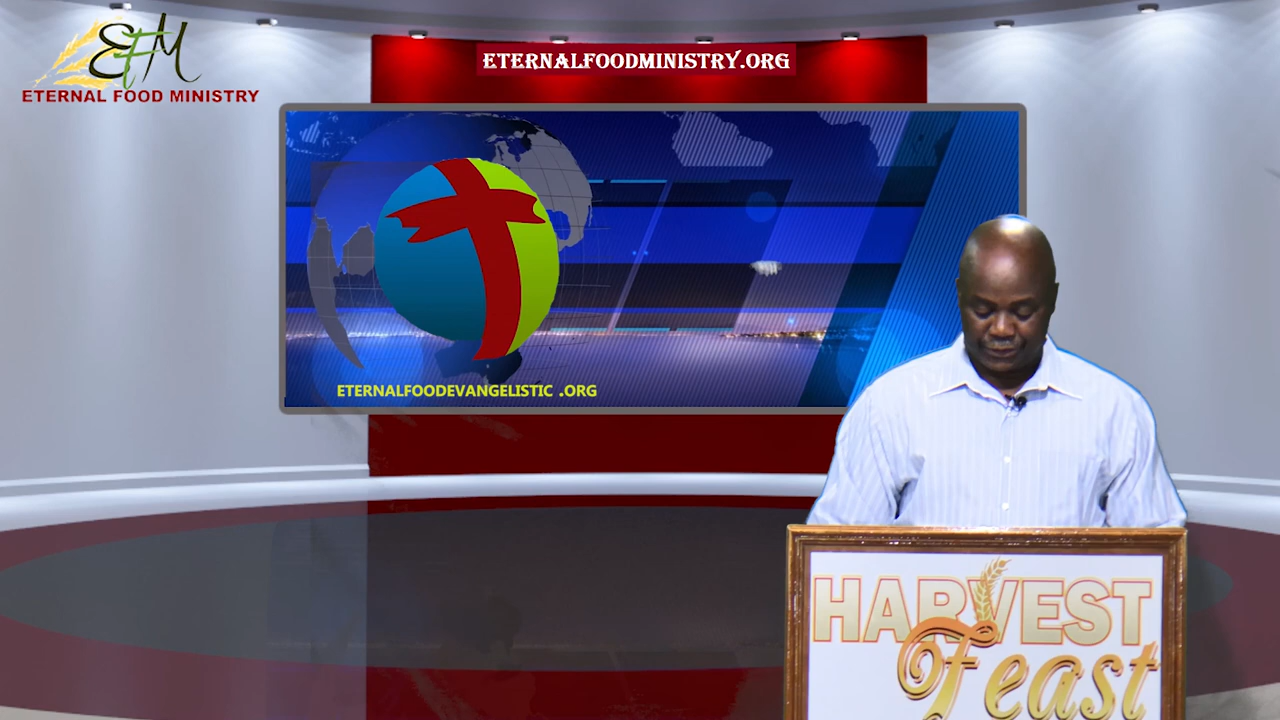 EFM
ETERNAL FOOD MINISTRY
ETERNALFOODMINISTRY.ORG
ETERNALFOODEVANGELISTIC .ORG
HARVEST
Feast